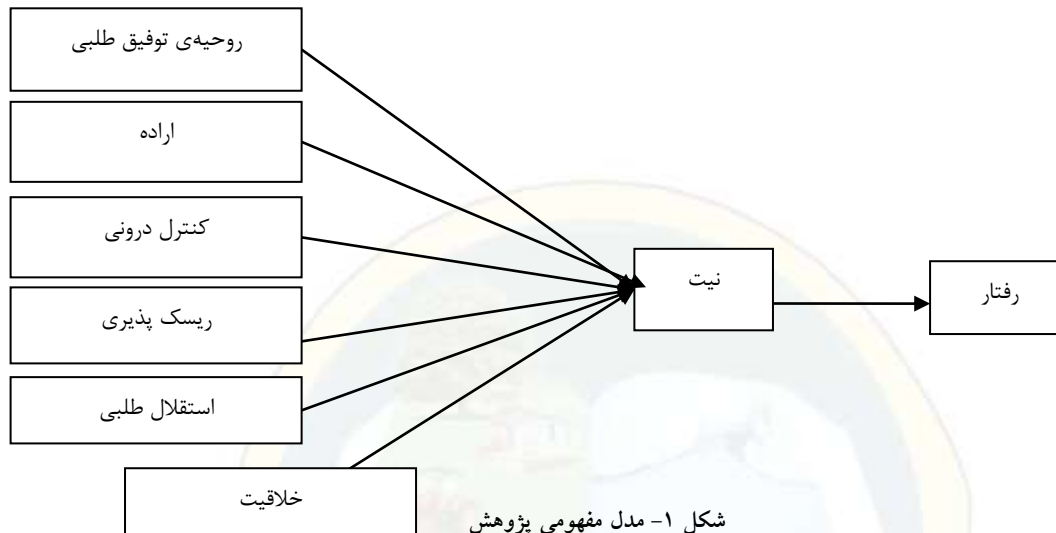 روحیه‌ی توفیق طلبی
اراده
کنترل درونی
ریسک پذیری
استقلال طلبی
خلاقیت
نیت
رفتار
شکل ۱- مدل مفهومی پژوهش